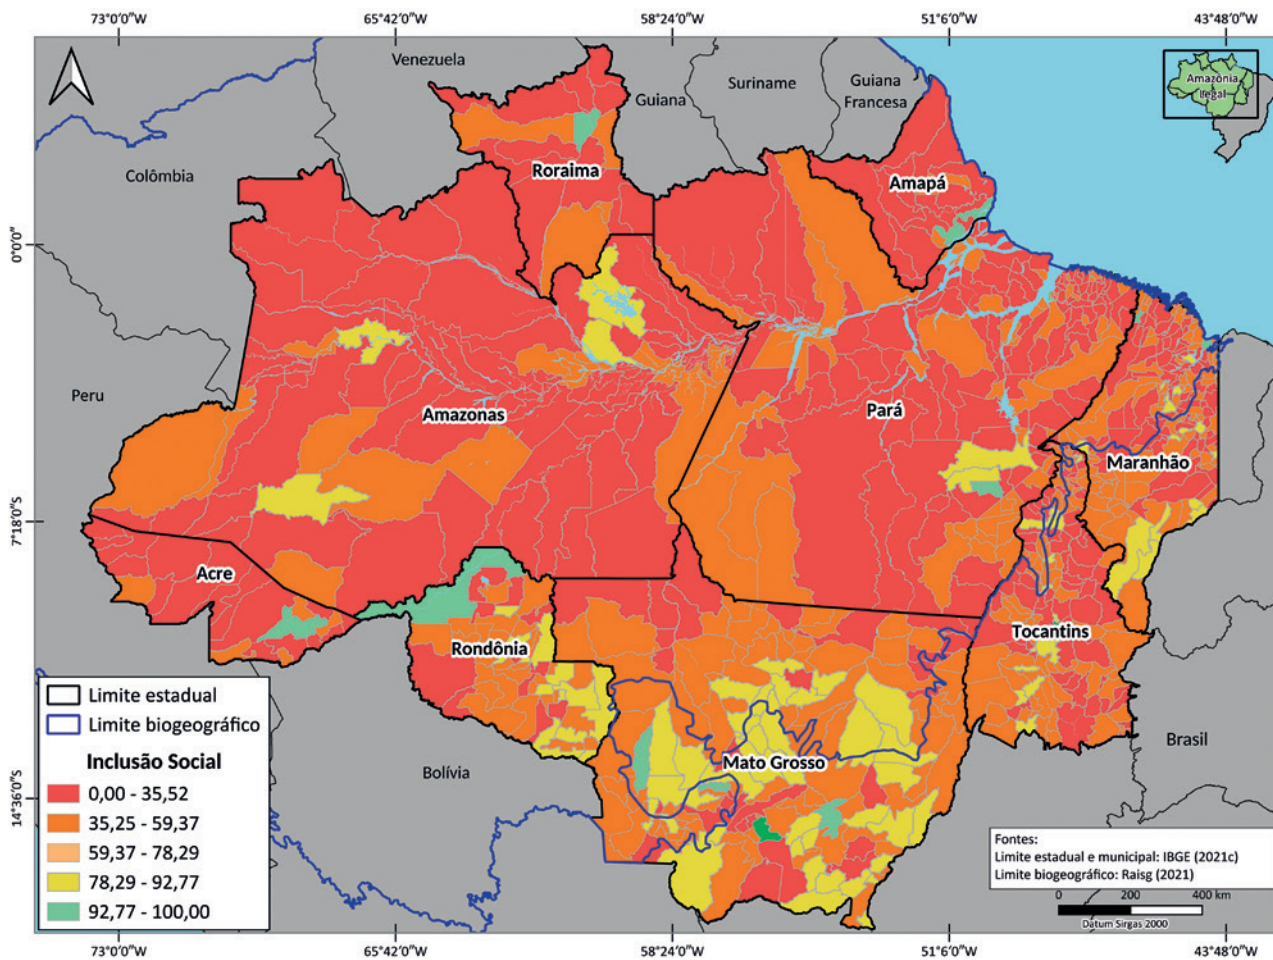 73°0'0"W 65°42'0"W 58°24'0"W 51°6'0"W 43°48'0"W
Venezuela
Suriname
Guiana
Francesa
Guiana
Amazônia
Legal
Colômbia
Roraima
Amapá
0°0'0"
Peru
Amazonas
Pará
Maranhão
7°18'0"S
Acre
Rondônia
Tocantins
Mato Grosso
Bolívia
Brasil
14°36'0"S
Limite estadual
Limite biogeográfico
Inclusão Social
0,00 - 35,52
35,25 - 59,37
59,37 - 78,29
78,29 - 92,77
92,77 - 100,00
Fontes:
Limite estadual e municipal: IBGE (2021c)
Limite biogeográfico: Raisg (2021)
0 200 400 km
Datum Sirgas 2000
73°0'0"W 65°42'0"W 58°24'0"W 51°6'0"W 43°48'0"W